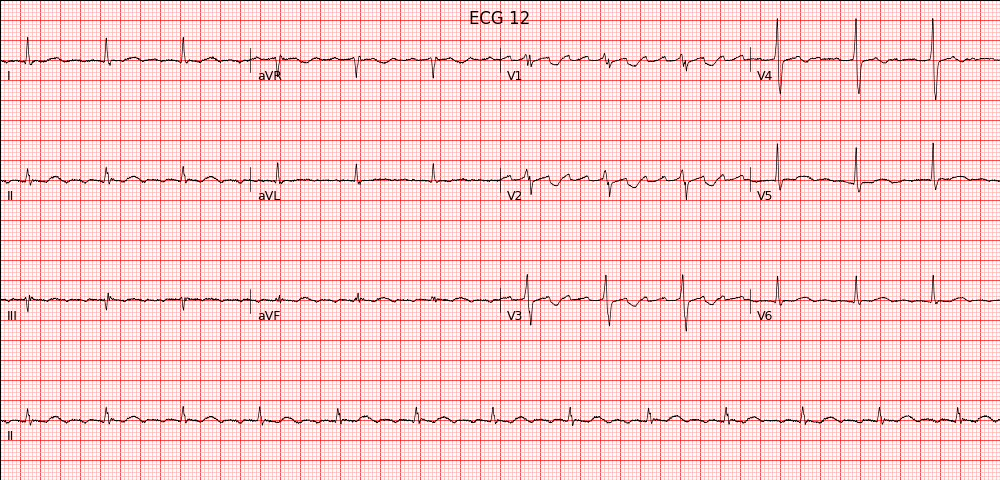 ECG 12
I aVR V1 V4
II aVL V2 V5
III aVF V3 V6
II